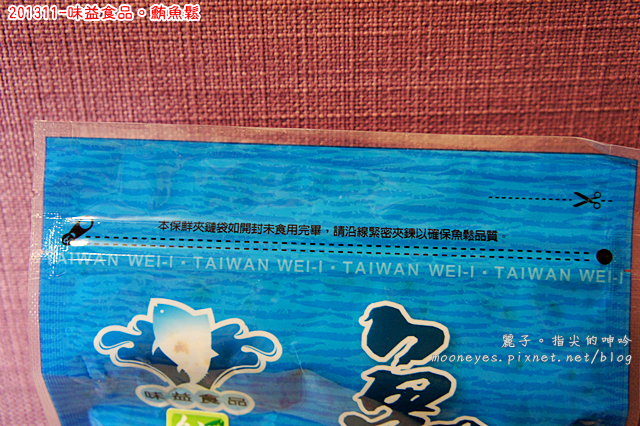 201311-味益食品。鮪魚鬆
本保鮮夾鏈袋如開封未食用完畢，請沿線緊密夾鍊以確保魚鬆品質
TAIWAN WEI-I · TAIWAN WEI-I · TAIWAN WEI-I · TAIWAN WEI-I
麗子。指尖的呻吟
mooneyes.pixnet.net/blog
味益食品